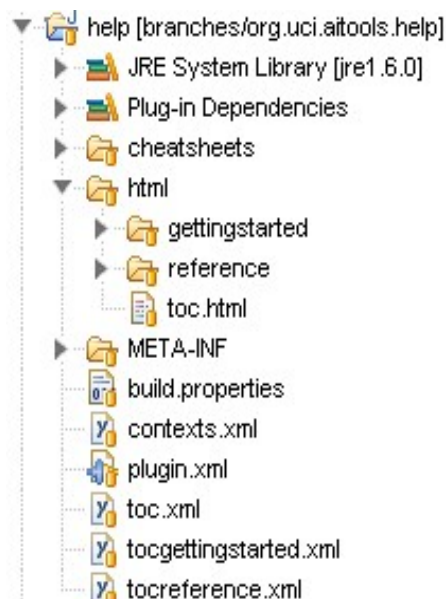 help [branches/org.uci.aitools.help]
JRE System Library [jre1.6.0]
Plug-in Dependencies
cheatsheets
html
gettingstarted
reference
toc.html
META-INF
build.properties
contexts.xml
plugin.xml
toc.xml
tocgettingstarted.xml
tocreference.xml